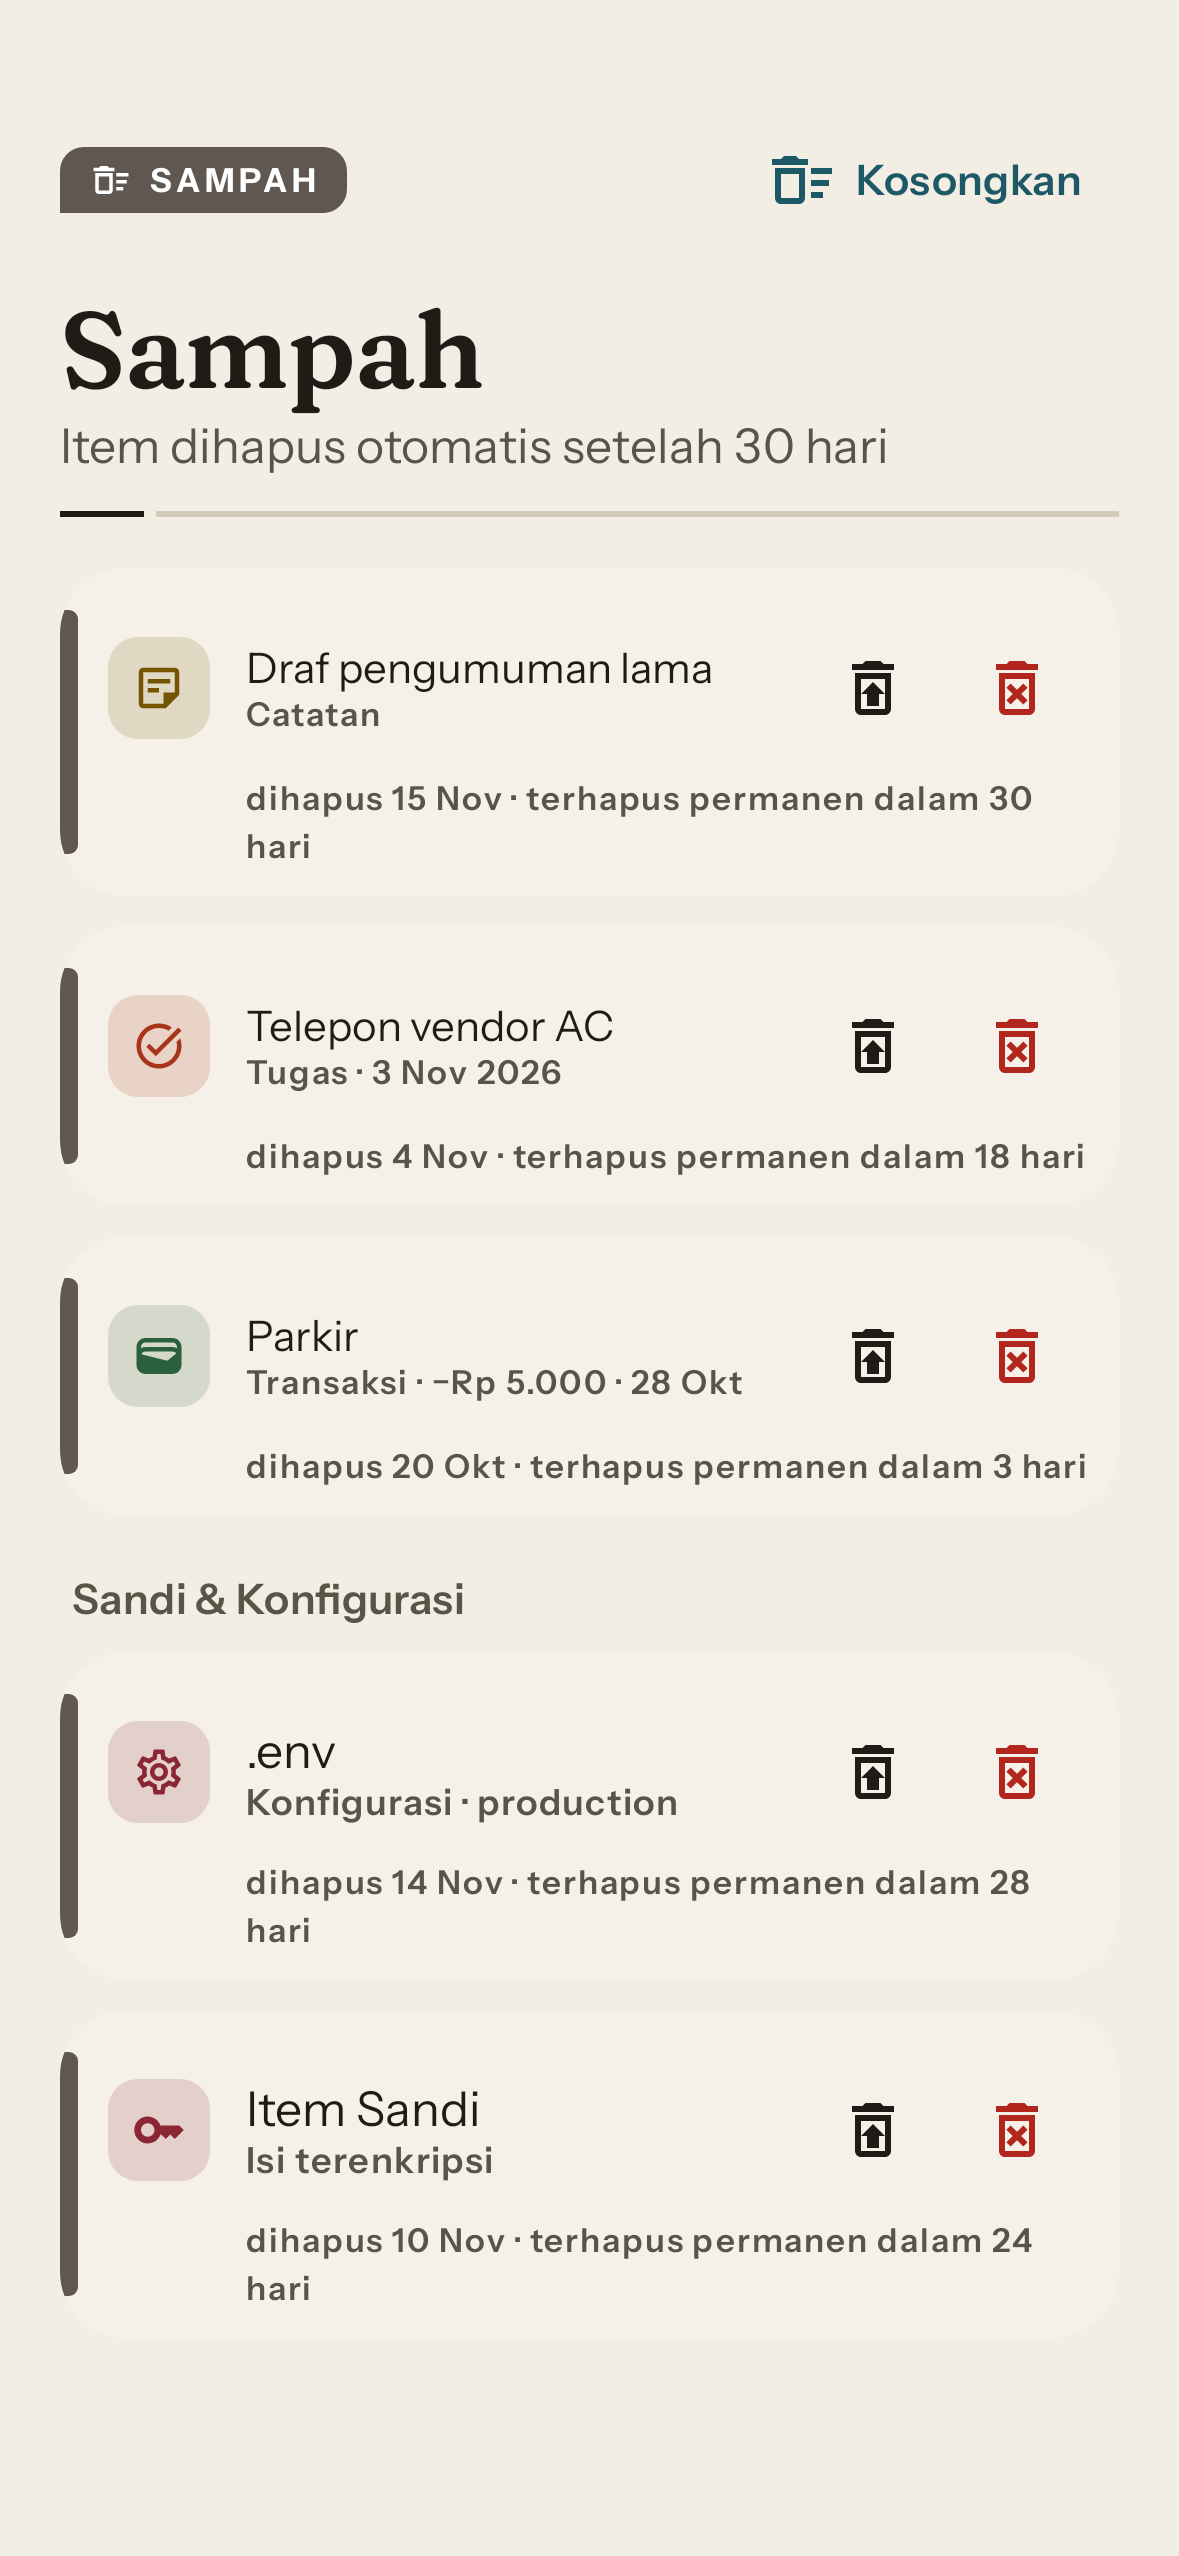 SAMPAH
Kosongkan
Sampah
Item dihapus otomatis setelah 30 hari
Draf pengumuman lama
Catatan
dihapus 15 Nov · terhapus permanen dalam 30
hari
Telepon vendor AC
Tugas · 3 Nov 2026
dihapus 4 Nov · terhapus permanen dalam 18 hari
Parkir
Transaksi · −Rp 5.000 · 28 Okt
dihapus 20 Okt · terhapus permanen dalam 3 hari
Sandi & Konfigurasi
.env
Konfigurasi · production
dihapus 14 Nov · terhapus permanen dalam 28
hari
Item Sandi
Isi terenkripsi
dihapus 10 Nov · terhapus permanen dalam 24
hari